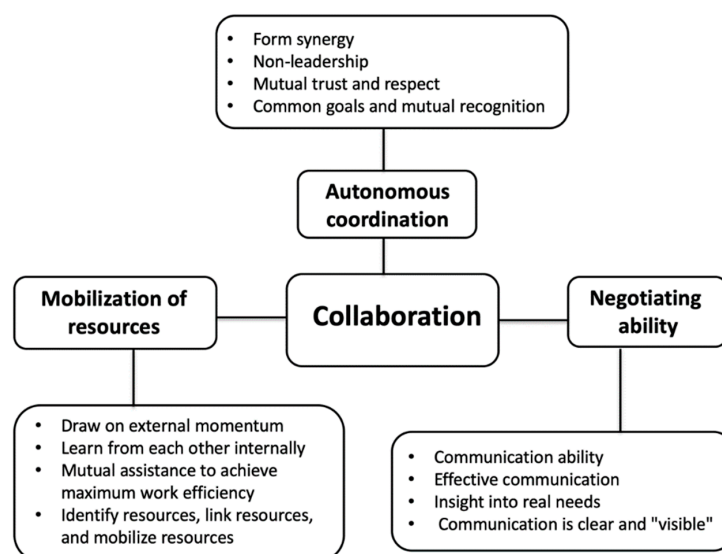 • Form synergy
• Non-leadership
• Mutual trust and respect
• Common goals and mutual recognition
Autonomous
coordination
Mobilization of
resources
Collaboration
Negotiating
ability
• Draw on external momentum
• Learn from each other internally
• Mutual assistance to achieve
maximum work efficiency
• Identify resources, link resources,
and mobilize resources
• Communication ability
• Effective communication
• Insight into real needs
• Communication is clear and "visible"